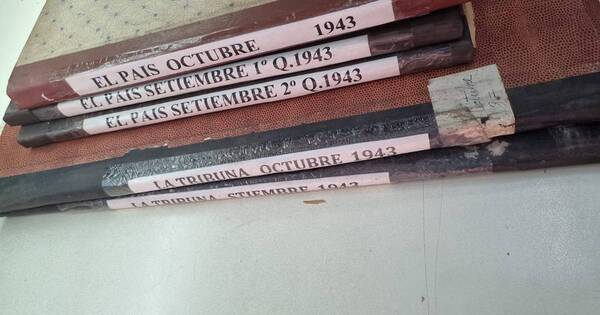 EL PAIS OCTUBRE 1943
EL PAIS SETIEMBRE 1º Q.1943
EL PAIS SETIEMBRE 2º Q.1943
LA TRIBUNA OCTUBRE 1943
LA TRIBUNA STIEMBRE 1943